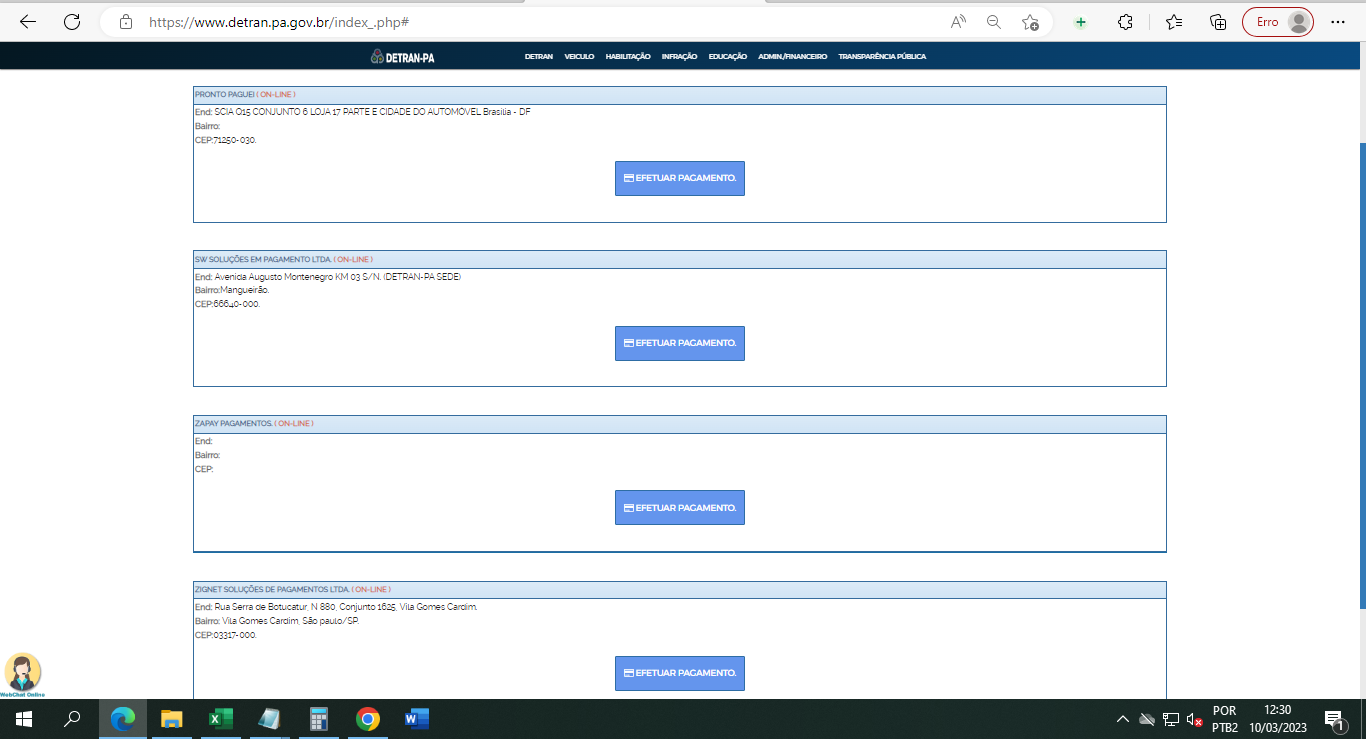 https://www.detran.pa.gov.br/index_.php#
Erro
DETRAN-PA
DETRAN VEICULO HABILITAÇÃO INFRAÇÃO EDUCAÇÃO ADMIN./FINANCEIRO TRANSPARÊNCIA PÚBLICA
PRONTO PAGUEI ( ON-LINE )
End: SCIA Q15 CONJUNTO 6 LOJA 17 PARTE E CIDADE DO AUTOMÓVEL Brasília - DF
Bairro:
CEP:71250-030.
EFETUAR PAGAMENTO.
SW SOLUÇÕES EM PAGAMENTO LTDA. ( ON-LINE )
End: Avenida Augusto Montenegro KM 03 S/N. (DETRAN-PA SEDE)
Bairro:Mangueirão.
CEP:66640-000.
EFETUAR PAGAMENTO.
ZAPAY PAGAMENTOS. ( ON-LINE )
End:
Bairro:
CEP:
EFETUAR PAGAMENTO.
ZIGNET SOLUÇÕES DE PAGAMENTOS LTDA. ( ON-LINE )
End: Rua Serra de Botucatur, N 880, Conjunto 1625, Vila Gomes Cardim.
Bairro: Vila Gomes Cardim, São paulo/SP.
CEP:03317-000.
EFETUAR PAGAMENTO.
WebChat Online
POR
PTB2
12:30
10/03/2023
1